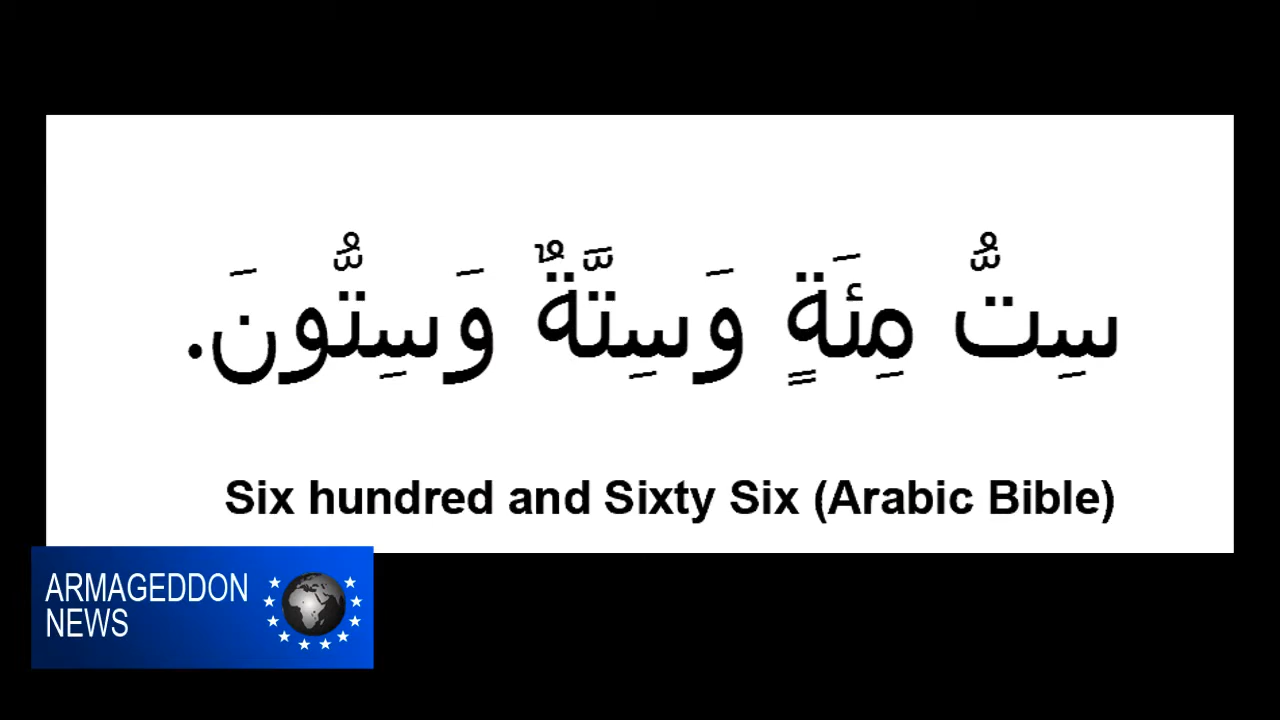 سِتُّ مِئَةٍ وَسِتَّةٌ وَسِتُّونَ.
Six hundred and Sixty Six (Arabic Bible)
ARMAGEDDON
NEWS